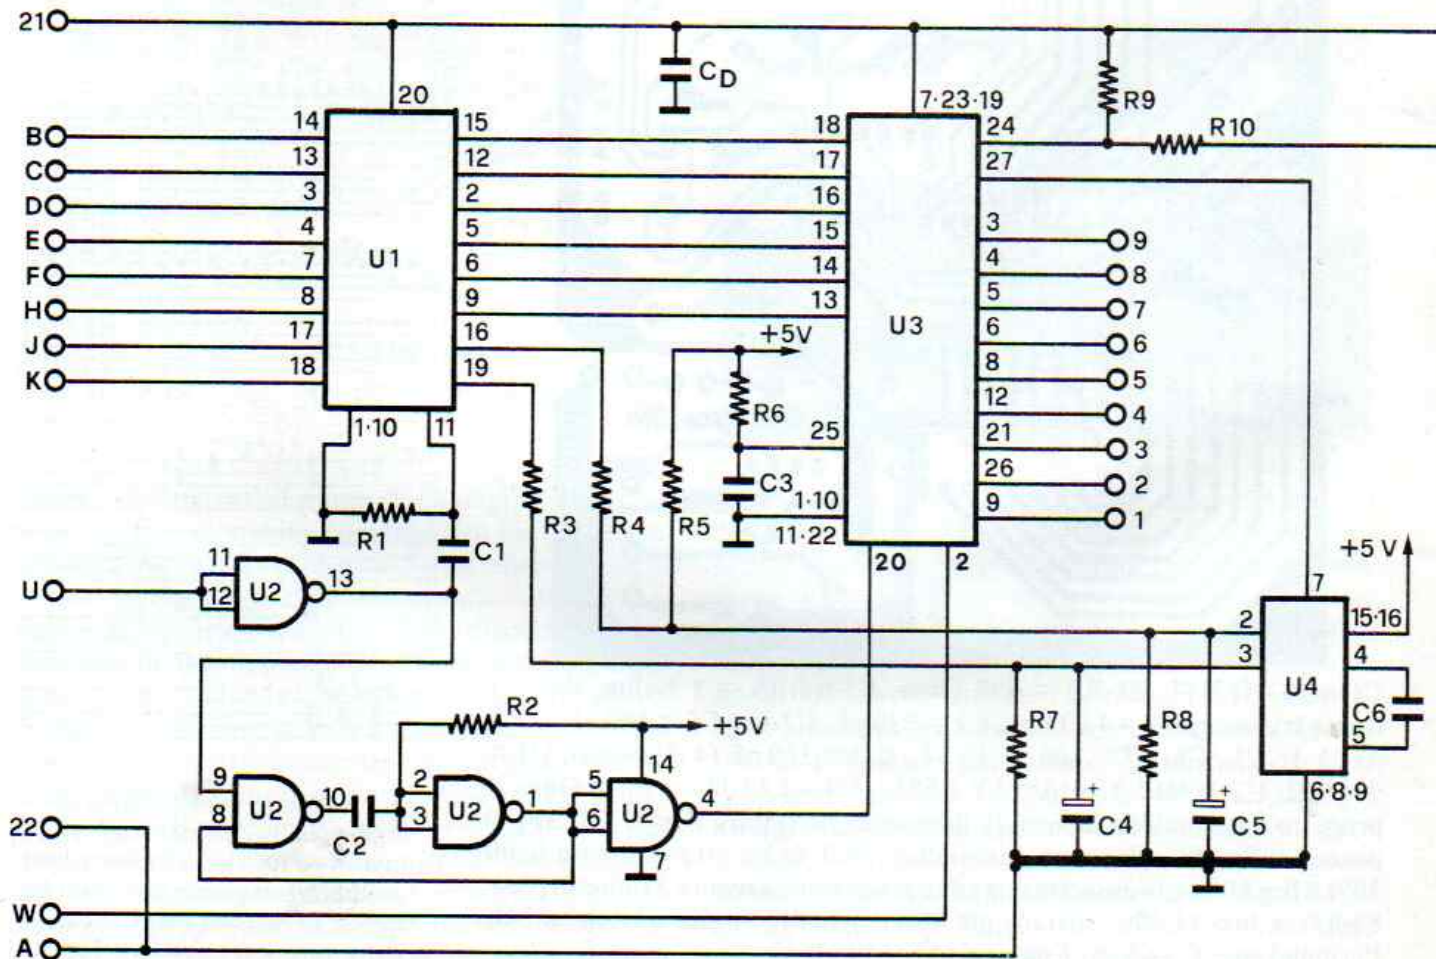 21
C D
20
7·23·19
R9
R10
B
C
D
E
F
H
J
K
14
13
3
4
7
8
17
18
U1
15
12
2
5
6
9
16
19
1·10
11
18
17
16
15
14
13
25
1·10
11·22
U3
24
27
3
4
5
6
8
12
21
26
9
9
8
7
6
5
4
3
2
1
20
2
+5V
R6
C3
R1
C1
R3
R4
R5
U
11
12
U2
13
+5 V
7
2
3
U4
15·16
4
5
C6
6·8·9
R7
R8
+
C4
+
C5
R2
+5V
9
8
U2
10
C2
2
3
U2
1
5
6
U2
14
4
7
22
W
A